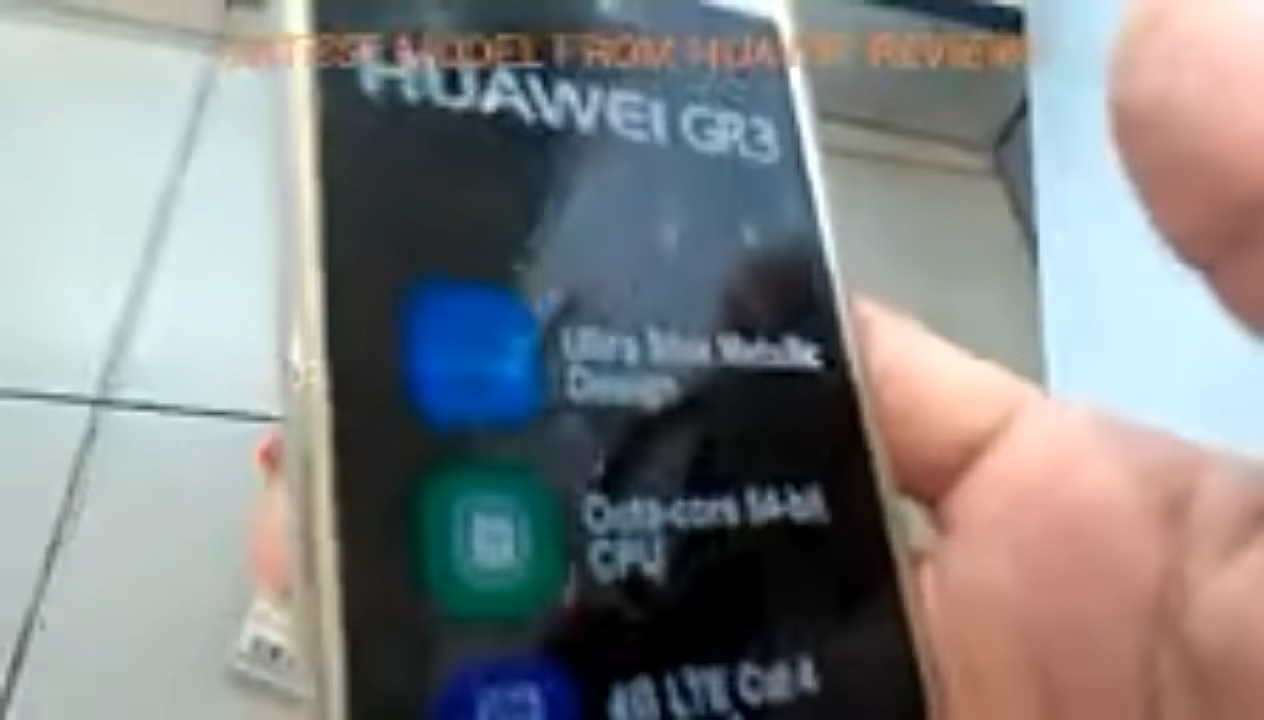 LATEST MODEL FROM HUAWEI REVIEW
HUAWEI GR3
Ultra Slim Metallic
Design
Octa-core 64-bit
CPU
4G LTE Cat 4